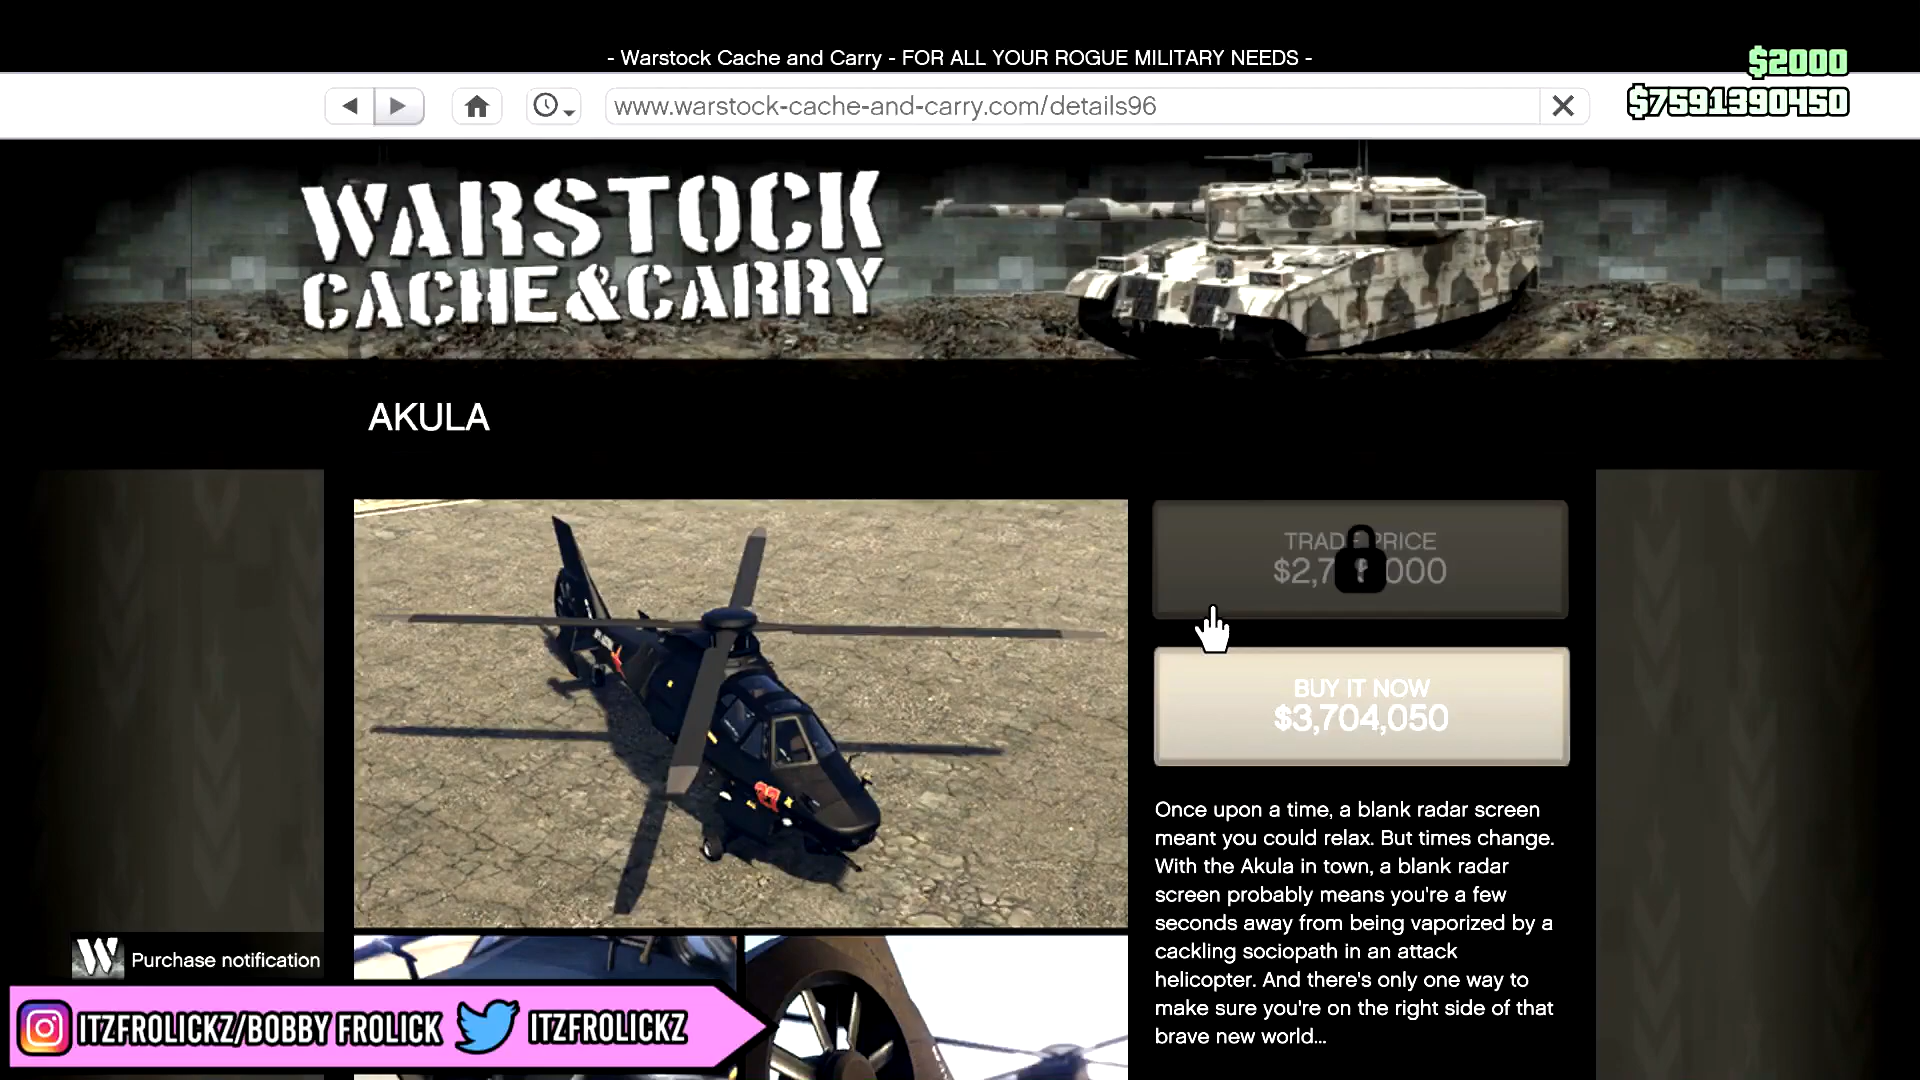 - Warstock Cache and Carry - FOR ALL YOUR ROGUE MILITARY NEEDS -
$2000
www.warstock-cache-and-carry.com/details96
$7591390450
WARSTOCK
CACHE&CARRY
AKULA
TRADE PRICE
BUY IT NOW
$3,704,050
Once upon a time, a blank radar screen
meant you could relax. But times change.
With the Akula in town, a blank radar
screen probably means you're a few
seconds away from being vaporized by a
cackling sociopath in an attack
helicopter. And there's only one way to
make sure you're on the right side of that
brave new world...
W Purchase notification
ITZFROLICKZ/BOBBY FROLICK
ITZFROLICKZ